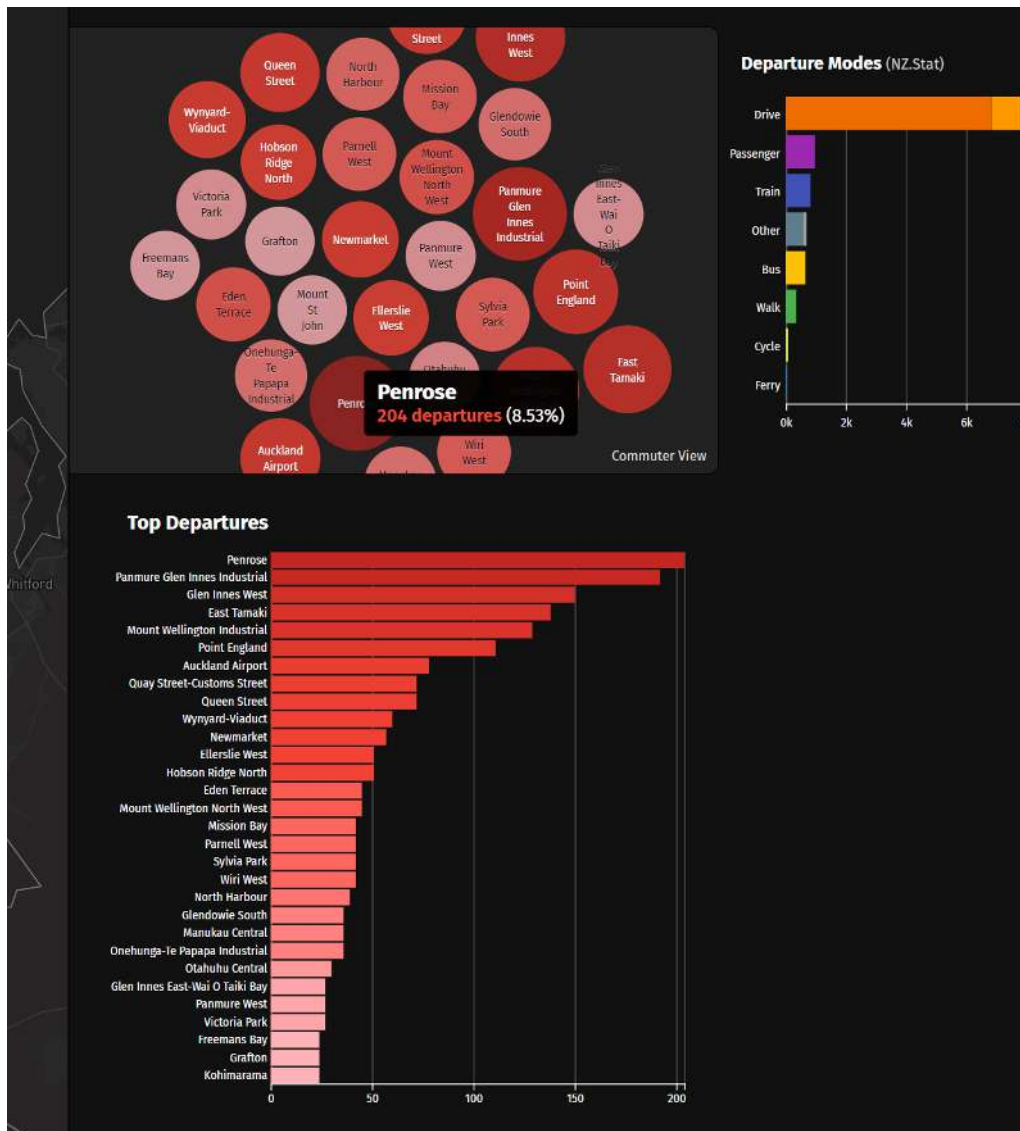 Street
Innes
West
Queen
Street
North
Harbour
Mission
Bay
Wynyard-
Viaduct
Glendowie
South
Hobson
Ridge
North
Parnell
West
Mount
Wellington
North
West
Panmure
Glen
Innes
Industrial
Glen
Innes
East-
Wai
O
Taiki
Bay
Victoria
Park
Grafton
Newmarket
Panmure
West
Freemans
Bay
Eden
Terrace
Mount
St
John
Ellerslie
West
Sylvia
Park
Point
England
Onehunga-
Te
Papapa
Industrial
Otahuhu
East
Tamaki
Penrose
204 departures (8.53%)
Auckland
Airport
Wiri
West
Commuter View
Departure Modes (NZ.Stat)
Drive
Passenger
Train
Other
Bus
Walk
Cycle
Ferry
0k 2k 4k 6k
Whitford
Top Departures
Penrose
Panmure Glen Innes Industrial
Glen Innes West
East Tamaki
Mount Wellington Industrial
Point England
Auckland Airport
Quay Street-Customs Street
Queen Street
Wynyard-Viaduct
Newmarket
Ellerslie West
Hobson Ridge North
Eden Terrace
Mount Wellington North West
Mission Bay
Parnell West
Sylvia Park
Wiri West
North Harbour
Glendowie South
Manukau Central
Onehunga-Te Papapa Industrial
Otahuhu Central
Glen Innes East-Wai O Taiki Bay
Panmure West
Victoria Park
Freemans Bay
Grafton
Kohimarama
0 50 100 150 200